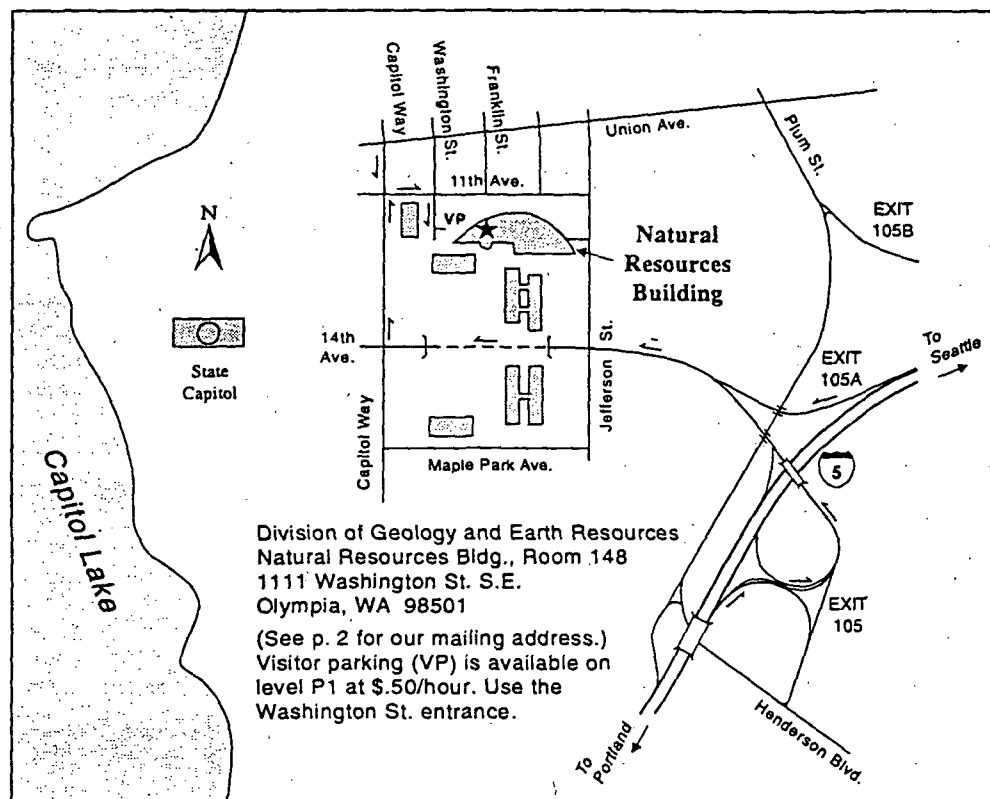 Capitol Way
Washington St.
Franklin St.
Union Ave.
Plum St.
11th Ave.
EXIT
105B
VP
N
Natural
Resources
Building
14th
Ave.
Jefferson St.
To
Seattle
EXIT
105A
State
Capitol
Capitol Way
Maple Park Ave.
5
Capitol Lake
Division of Geology and Earth Resources
Natural Resources Bldg., Room 148
1111 Washington St. S.E.
Olympia, WA 98501
EXIT
105
(See p. 2 for our mailing address.)
Visitor parking (VP) is available on
level P1 at $.50/hour. Use the
Washington St. entrance.
Henderson Blvd.
To
Portland